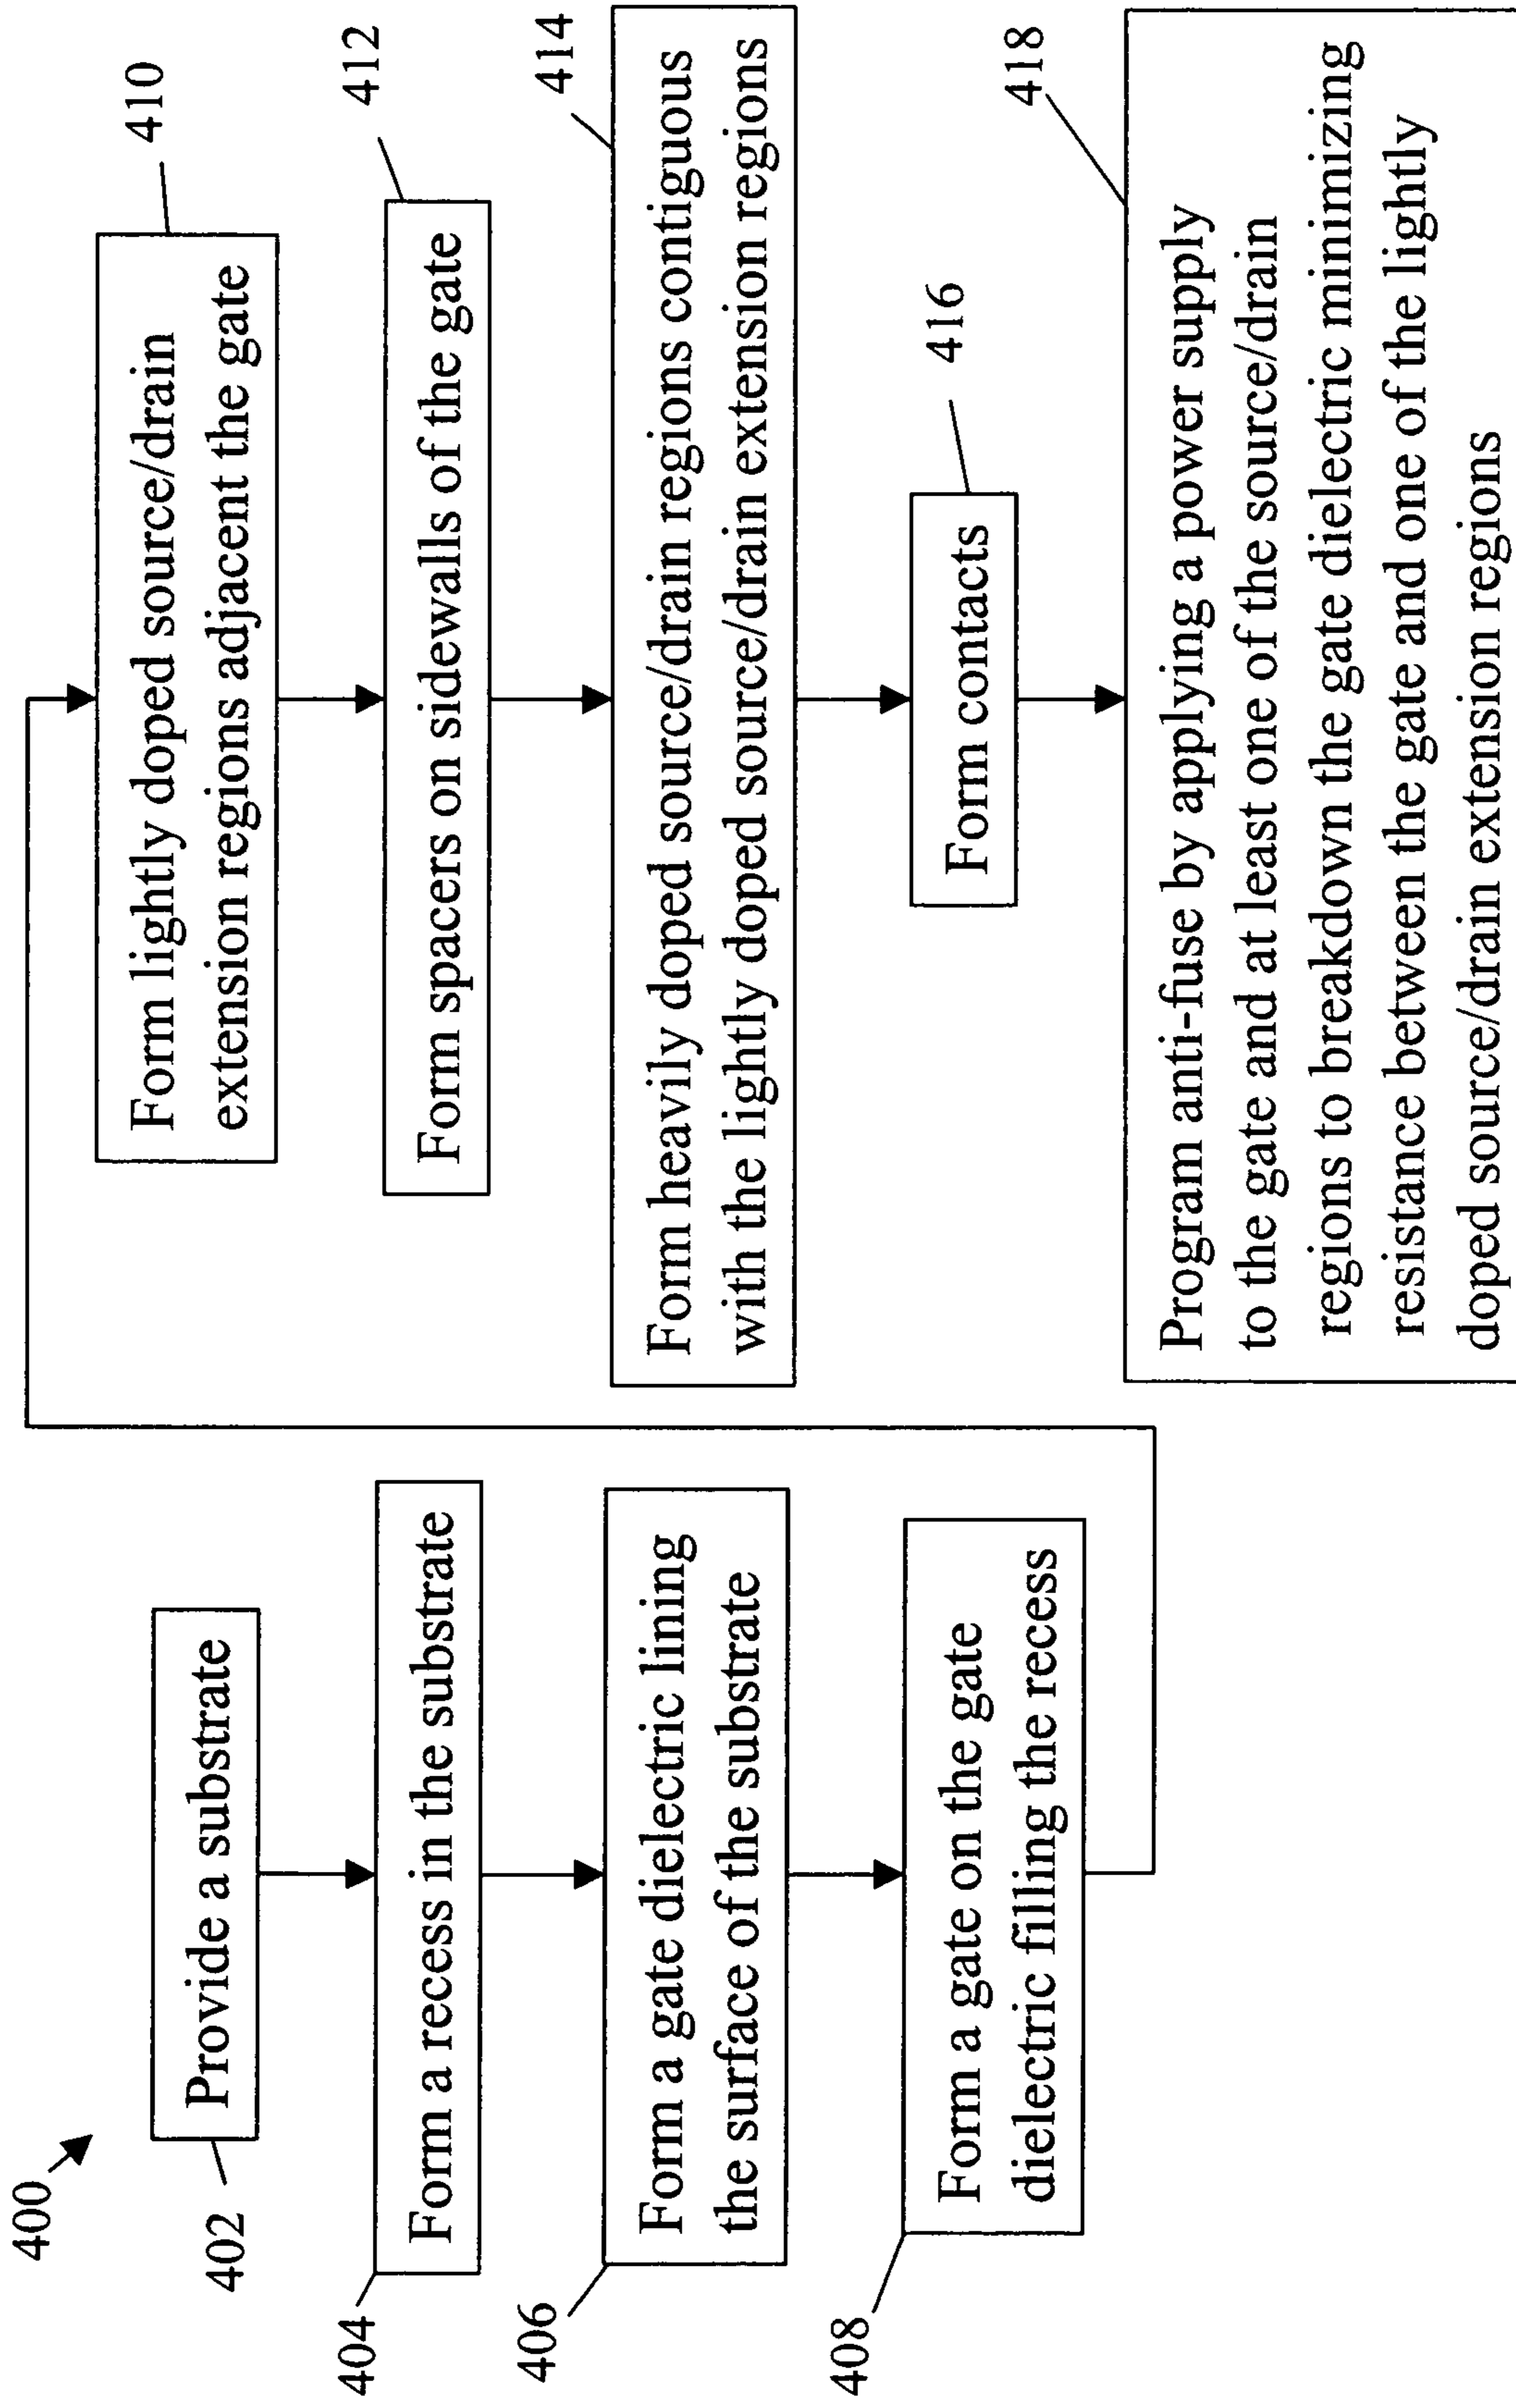 400
402
Provide a substrate
404
Form a recess in the substrate
406
Form a gate dielectric lining
the surface of the substrate
408
Form a gate on the gate
dielectric filling the recess
410
Form lightly doped source/drain
extension regions adjacent the gate
412
Form spacers on sidewalls of the gate
414
Form heavily doped source/drain regions contiguous
with the lightly doped source/drain extension regions
416
Form contacts
418
Program anti-fuse by applying a power supply
to the gate and at least one of the source/drain
regions to breakdown the gate dielectric minimizing
resistance between the gate and one of the lightly
doped source/drain extension regions